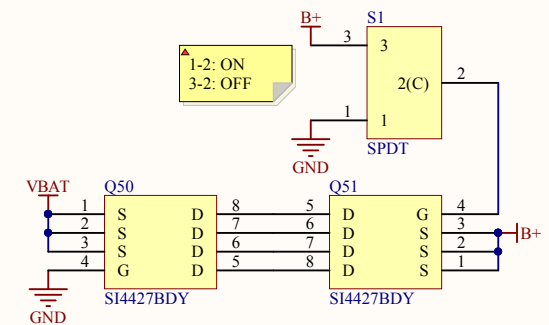 B+ S1
3 3
1-2: ON
3-2: OFF
2(C) 2
1 1
GND SPDT
VBAT Q50 Q51
1 S D 8 5 D G 4
2 S D 7 6 D S 3 B+
3 S D 6 7 D S 2
4 G D 5 8 D S 1
SI4427BDY SI4427BDY
GND